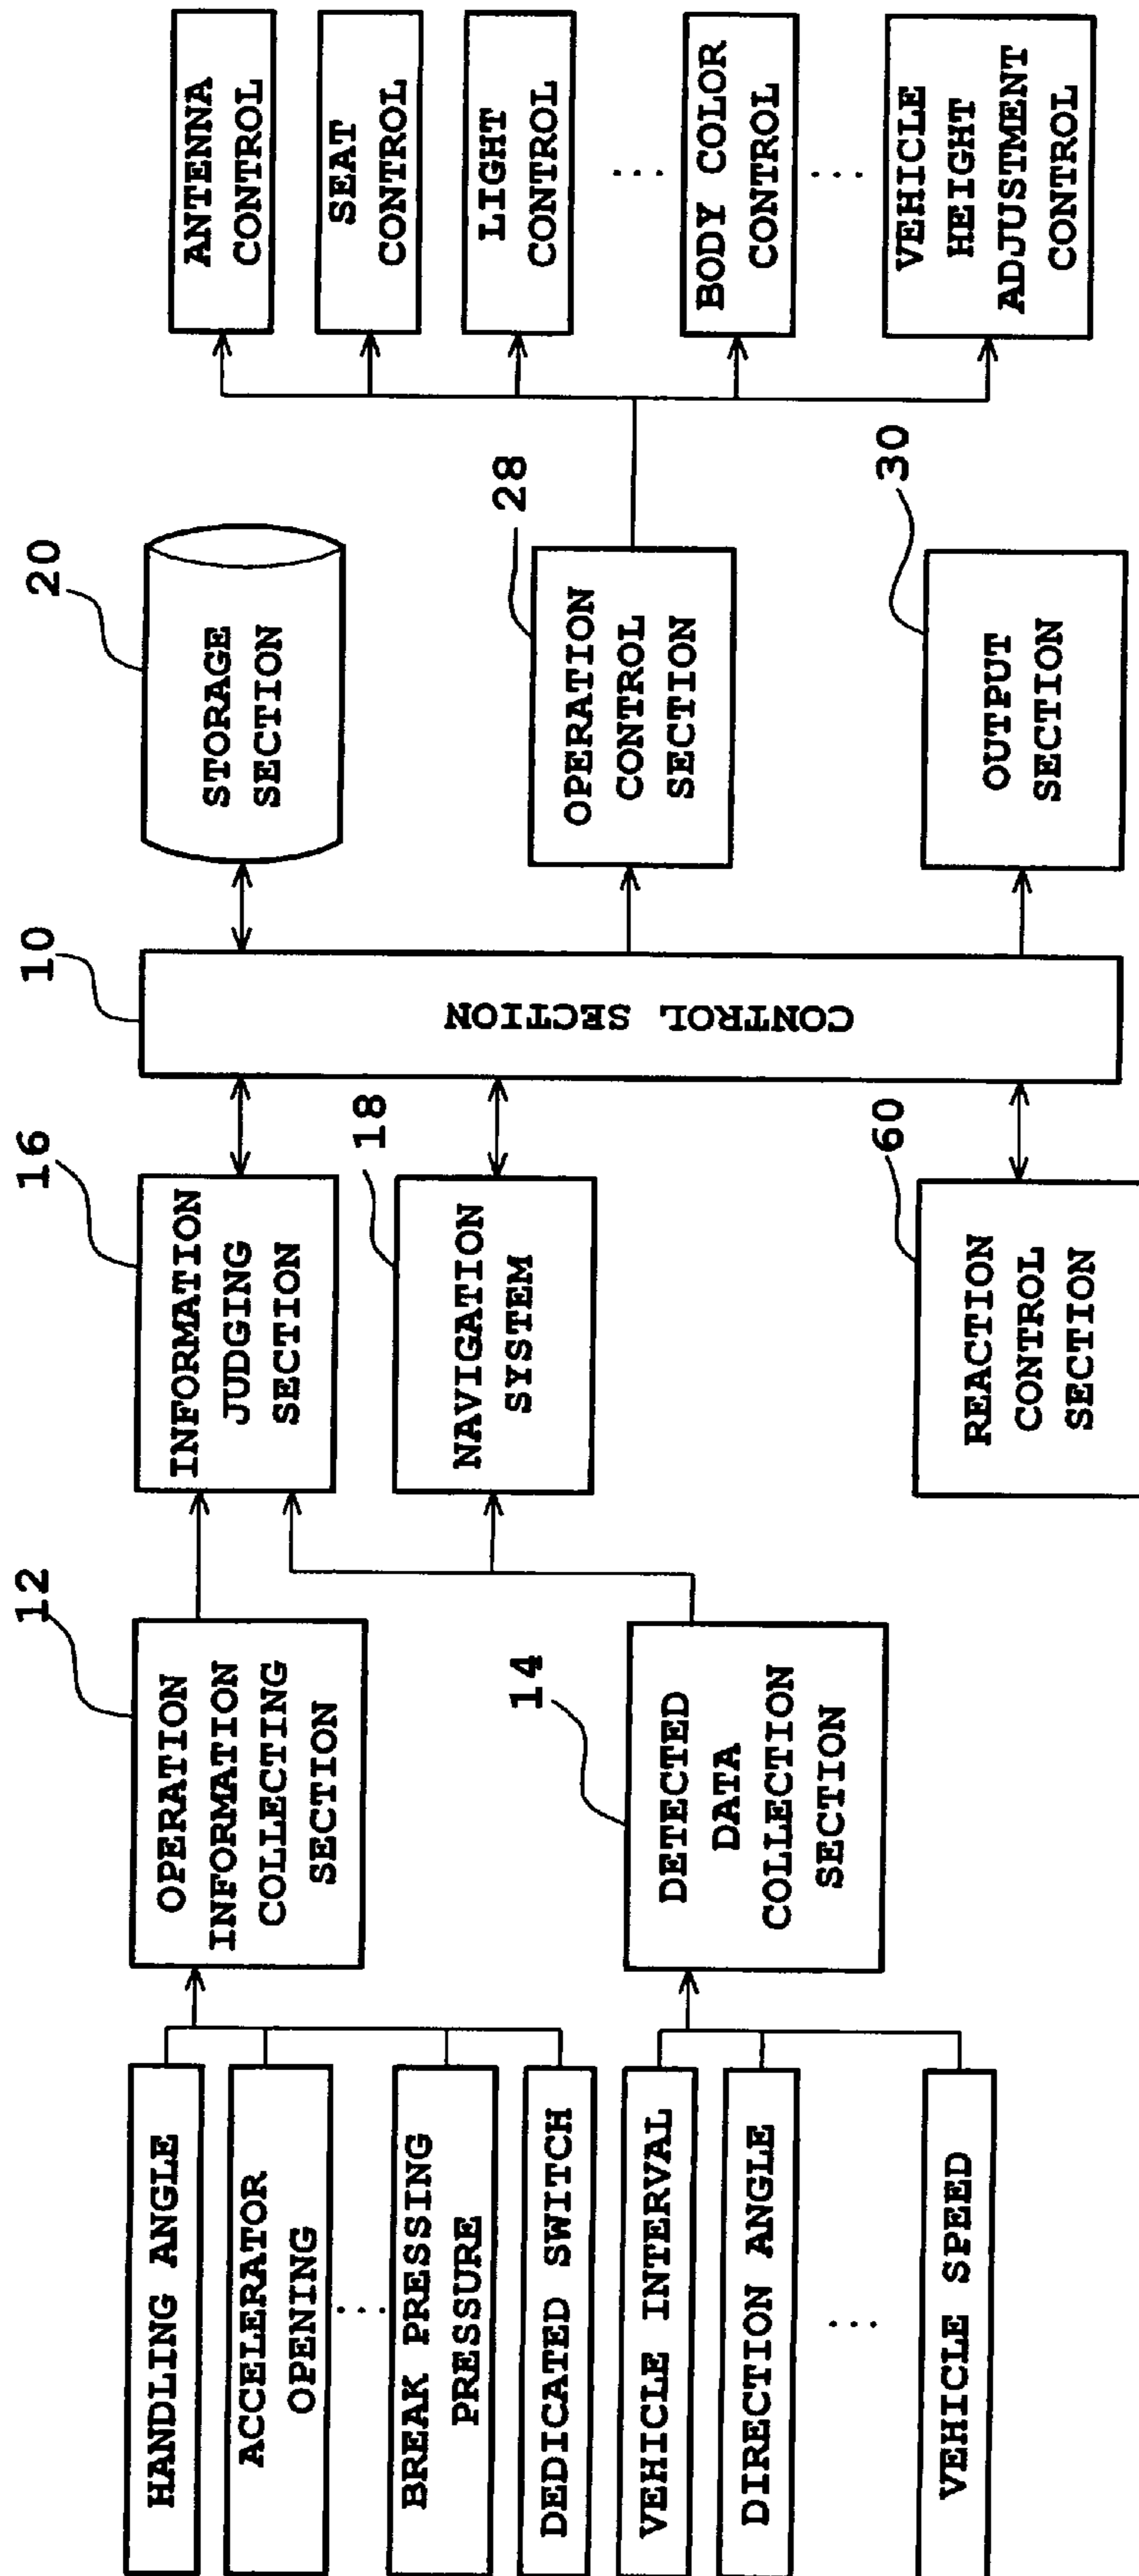 HANDLING ANGLE
ACCELERATOR
OPENING
BREAK PRESSING
PRESSURE
DEDICATED SWITCH
VEHICLE INTERVAL
DIRECTION ANGLE
VEHICLE SPEED
12
OPERATION
INFORMATION
COLLECTING
SECTION
14
DETECTED
DATA
COLLECTION
SECTION
16
INFORMATION
JUDGING
SECTION
18
NAVIGATION
SYSTEM
60
REACTION
CONTROL
SECTION
10
CONTROL SECTION
20
STORAGE
SECTION
28
OPERATION
CONTROL
SECTION
30
OUTPUT
SECTION
ANTENNA
CONTROL
SEAT
CONTROL
LIGHT
CONTROL
BODY COLOR
CONTROL
VEHICLE
HEIGHT
ADJUSTMENT
CONTROL